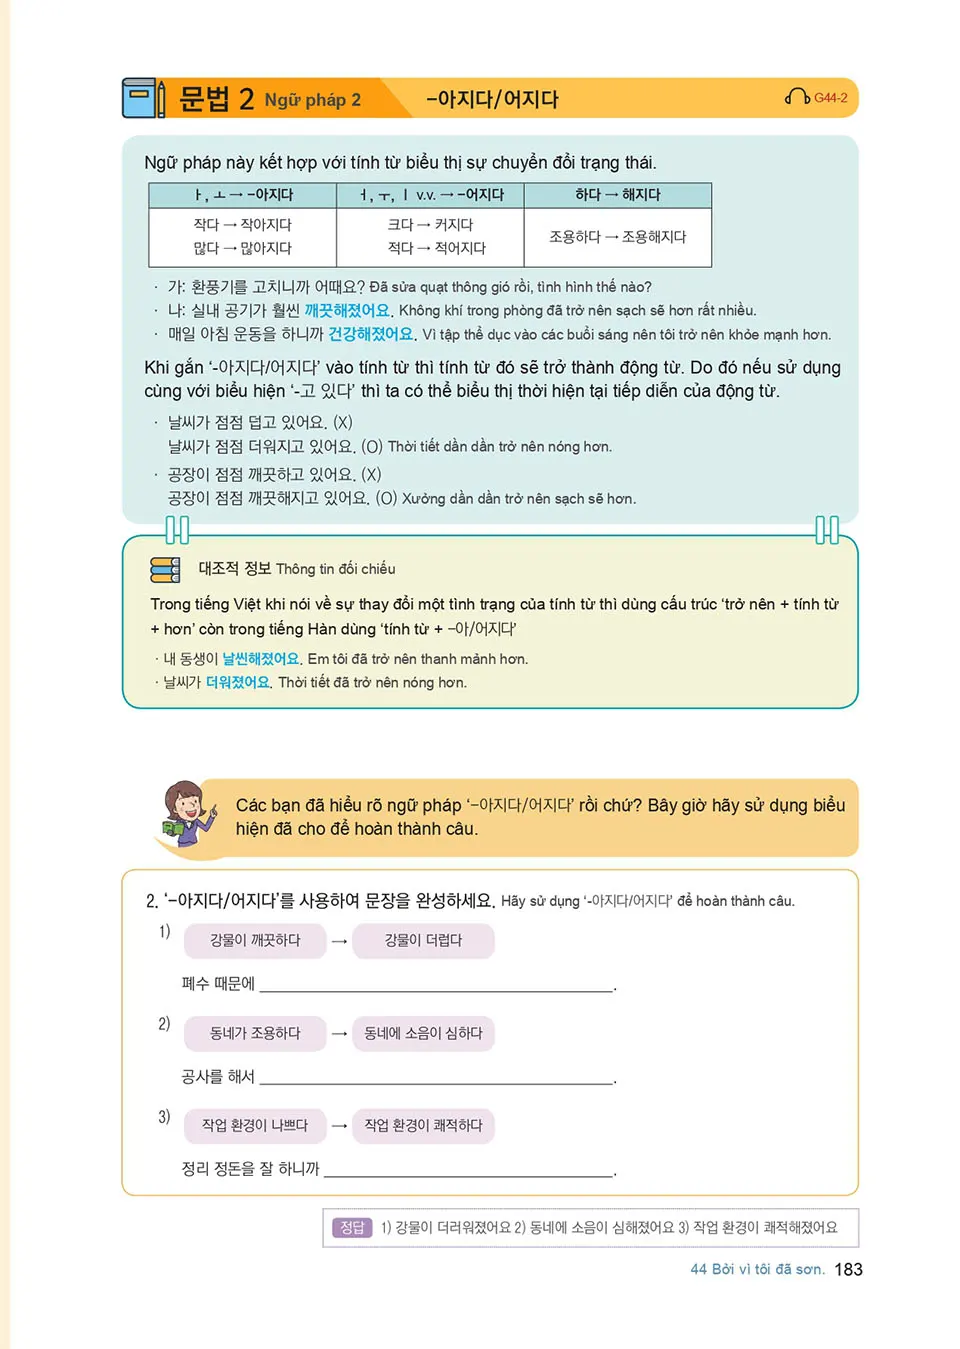 문법 2 Ngữ pháp 2 -아지다/어지다 G44-2
Ngữ pháp này kết hợp với tính từ biểu thị sự chuyển đổi trạng thái.
ㅏ, ㅗ → -아지다 ㅓ, ㅜ, ㅣ v.v. → -어지다 하다 → 해지다
작다 → 작아지다 크다 → 커지다
조용하다 → 조용해지다
많다 → 많아지다 적다 → 적어지다
· 가: 환풍기를 고치니까 어때요? Đã sửa quạt thông gió rồi, tình hình thế nào?
· 나: 실내 공기가 훨씬 깨끗해졌어요. Không khí trong phòng đã trở nên sạch sẽ hơn rất nhiều.
· 매일 아침 운동을 하니까 건강해졌어요. Vì tập thể dục vào các buổi sáng nên tôi trở nên khỏe mạnh hơn.
Khi gắn ‘-아지다/어지다’ vào tính từ thì tính từ đó sẽ trở thành động từ. Do đó nếu sử dụng
cùng với biểu hiện ‘-고 있다’ thì ta có thể biểu thị thời hiện tại tiếp diễn của động từ.
· 날씨가 점점 덥고 있어요. (X)
날씨가 점점 더워지고 있어요. (O) Thời tiết dần dần trở nên nóng hơn.
· 공장이 점점 깨끗하고 있어요. (X)
공장이 점점 깨끗해지고 있어요. (O) Xưởng dần dần trở nên sạch sẽ hơn.
대조적 정보 Thông tin đối chiếu
Trong tiếng Việt khi nói về sự thay đổi một tình trạng của tính từ thì dùng cấu trúc ‘trở nên + tính từ
+ hơn’ còn trong tiếng Hàn dùng ‘tính từ + -아/어지다’
· 내 동생이 날씬해졌어요. Em tôi đã trở nên thanh mảnh hơn.
· 날씨가 더워졌어요. Thời tiết đã trở nên nóng hơn.
Các bạn đã hiểu rõ ngữ pháp ‘-아지다/어지다’ rồi chứ? Bây giờ hãy sử dụng biểu
hiện đã cho để hoàn thành câu.
2. ‘-아지다/어지다’를 사용하여 문장을 완성하세요. Hãy sử dụng ‘-아지다/어지다’ để hoàn thành câu.
1) 강물이 깨끗하다 → 강물이 더럽다
폐수 때문에 ____________________.
2) 동네가 조용하다 → 동네에 소음이 심하다
공사를 해서 ____________________.
3) 작업 환경이 나쁘다 → 작업 환경이 쾌적하다
정리 정돈을 잘 하니까 ____________________.
정답 1) 강물이 더러워졌어요 2) 동네에 소음이 심해졌어요 3) 작업 환경이 쾌적해졌어요
44 Bởi vì tôi đã sơn. 183